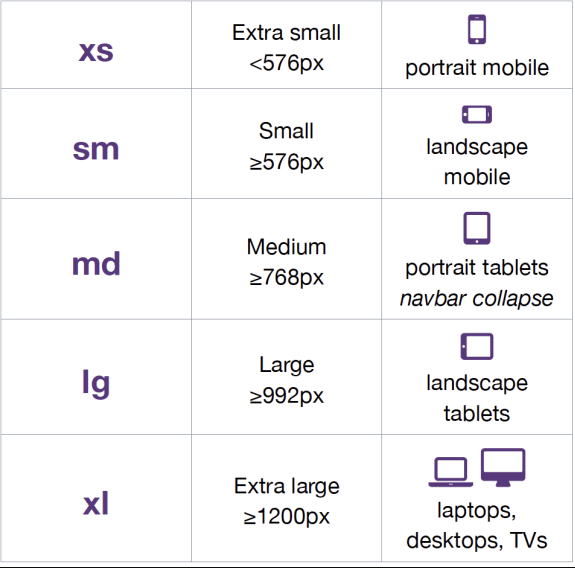 xs
Extra small
<576px
portrait mobile
sm
Small
≥576px
landscape
mobile
md
Medium
≥768px
portrait tablets
navbar collapse
lg
Large
≥992px
landscape
tablets
xl
Extra large
≥1200px
laptops,
desktops, TVs